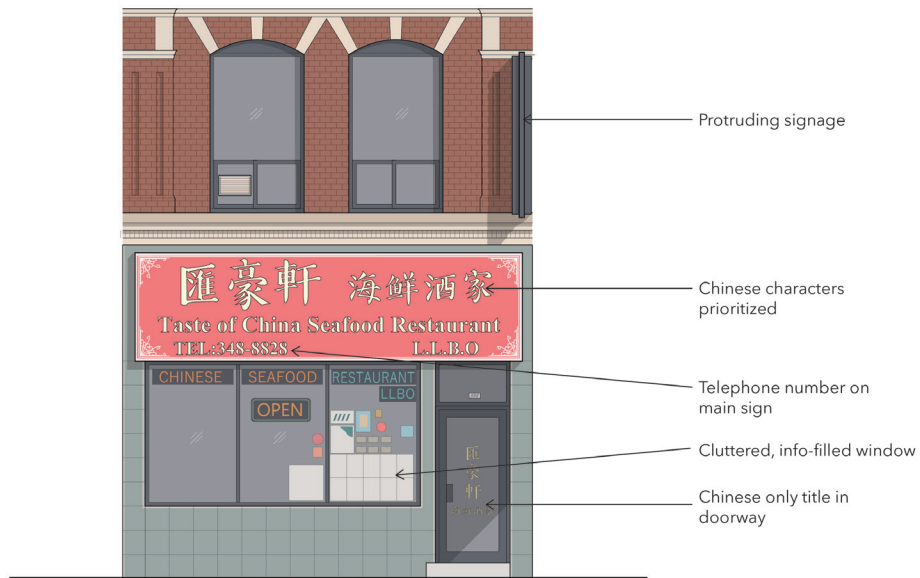 Protruding signage
匯豪軒 海鲜酒家
Taste of China Seafood Restaurant
TEL:348-8828 L.L.B.O
Chinese characters
prioritized
CHINESE SEAFOOD RESTAURANT
LLBO
OPEN
Telephone number on
main sign
Cluttered, info-filled window
匯豪軒
Chinese only title in
doorway